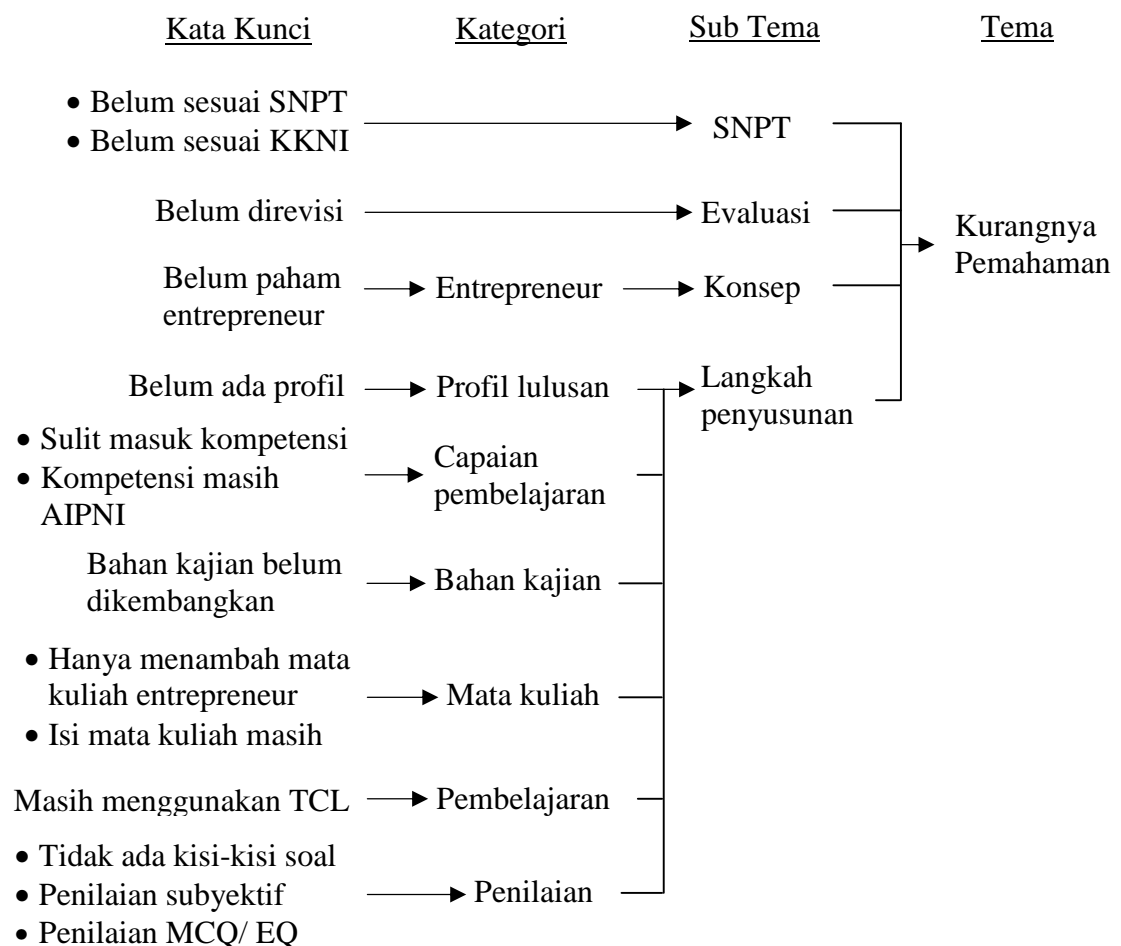 Kata Kunci Kategori Sub Tema Tema
• Belum sesuai SNPT
• Belum sesuai KKNI
SNPT
Belum direvisi
Evaluasi
Belum paham
entrepreneur
Entrepreneur
Konsep
Kurangnya
Pemahaman
Belum ada profil
Profil lulusan
Langkah
penyusunan
• Sulit masuk kompetensi
• Kompetensi masih
AIPNI
Capaian
pembelajaran
Bahan kajian belum
dikembangkan
Bahan kajian
• Hanya menambah mata
kuliah entrepreneur
• Isi mata kuliah masih
Mata kuliah
Masih menggunakan TCL
Pembelajaran
• Tidak ada kisi-kisi soal
• Penilaian subyektif
• Penilaian MCQ/ EQ
Penilaian